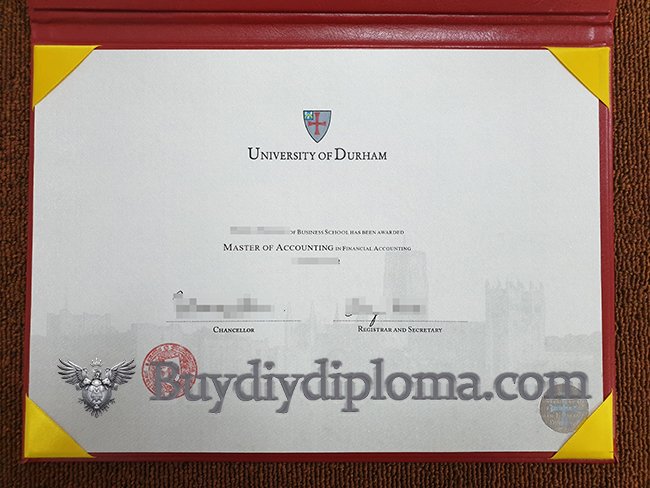 UNIVERSITY OF DURHAM
OF BUSINESS SCHOOL HAS BEEN AWARDED
MASTER OF ACCOUNTING IN FINANCIAL ACCOUNTING
CHANCELLOR
REGISTRAR AND SECRETARY
Buydiydiploma.com